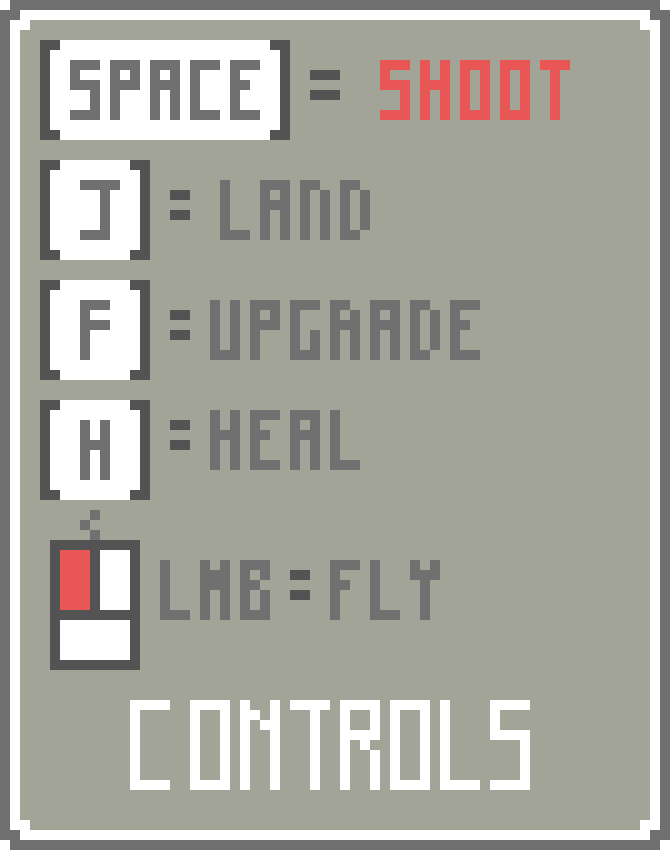 [SPACE] = SHOOT
[J] = LAND
[F] = UPGRADE
[H] = HEAL
LMB = FLY
CONTROLS